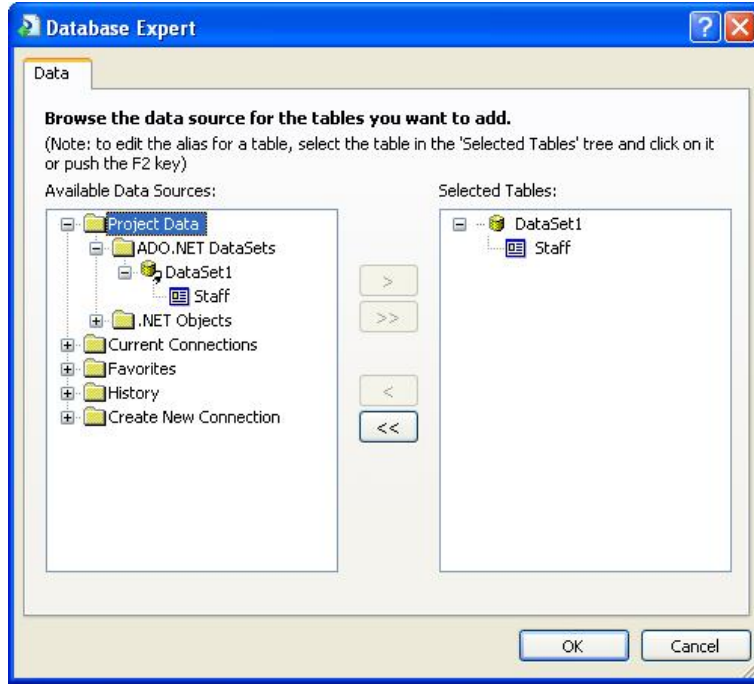 Database Expert
Data
Browse the data source for the tables you want to add.
(Note: to edit the alias for a table, select the table in the 'Selected Tables' tree and click on it
or push the F2 key)
Available Data Sources:
Project Data
ADO.NET DataSets
DataSet1
Staff
.NET Objects
Current Connections
Favorites
History
Create New Connection
>
>>
<
<<
Selected Tables:
DataSet1
Staff
OK
Cancel